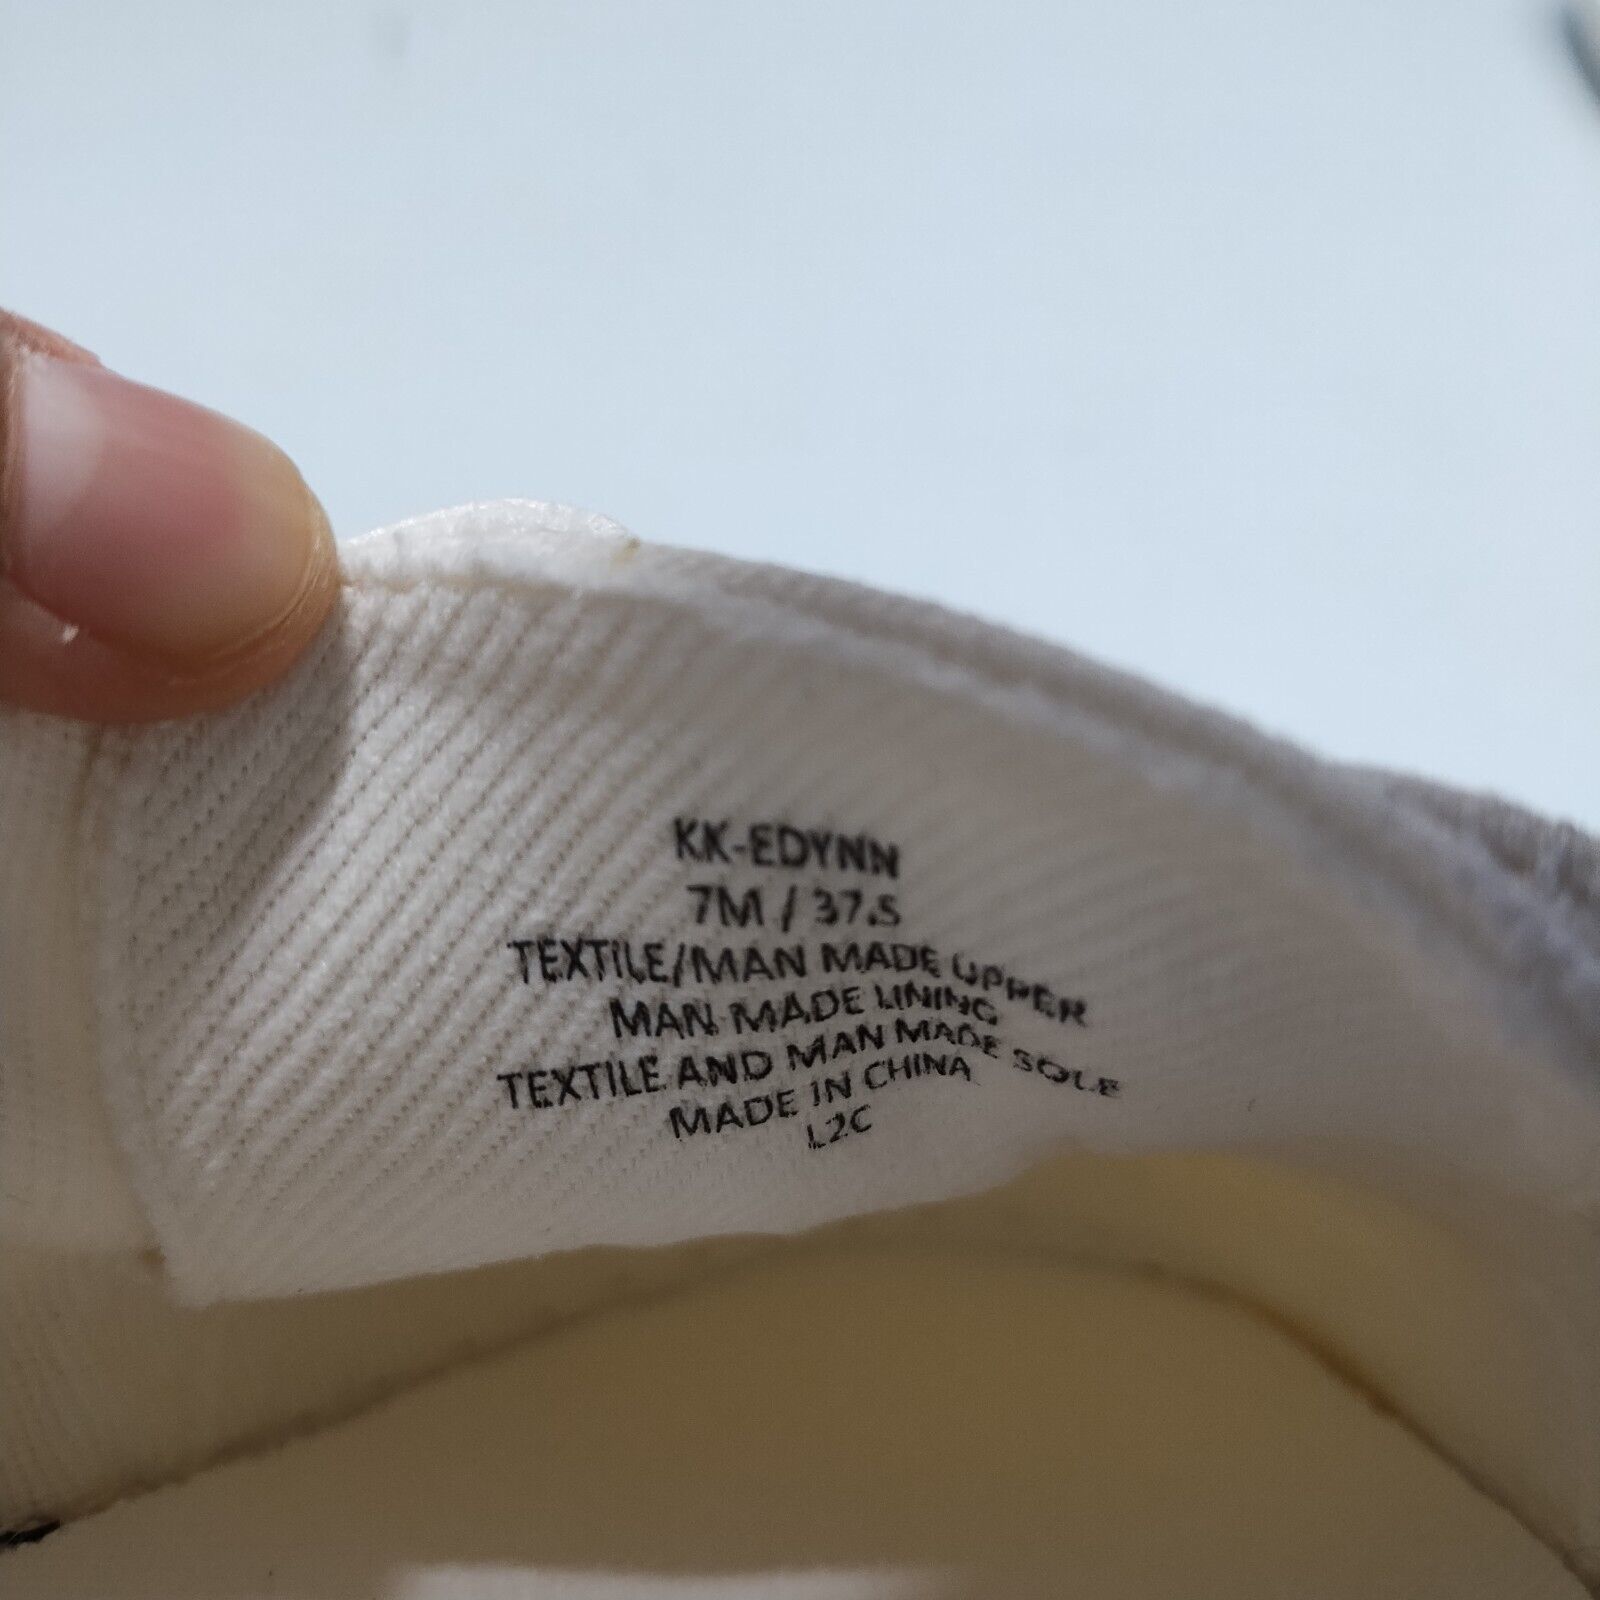 KK-EDYNN
7M / 37.5
TEXTILE/MAN MADE UPPER
MAN MADE LINING
TEXTILE AND MAN MADE SOLE
MADE IN CHINA
L2C